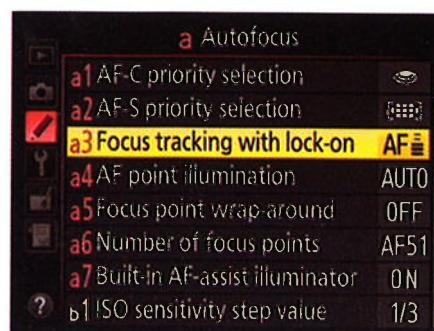 a Autofocus
a1 AF-C priority selection
a2 AF-S priority selection
a3 Focus tracking with lock-on AF
a4 AF point illumination AUTO
a5 Focus point wrap-around OFF
a6 Number of focus points AF51
a7 Built-in AF-assist illuminator ON
b1 ISO sensitivity step value 1/3
?